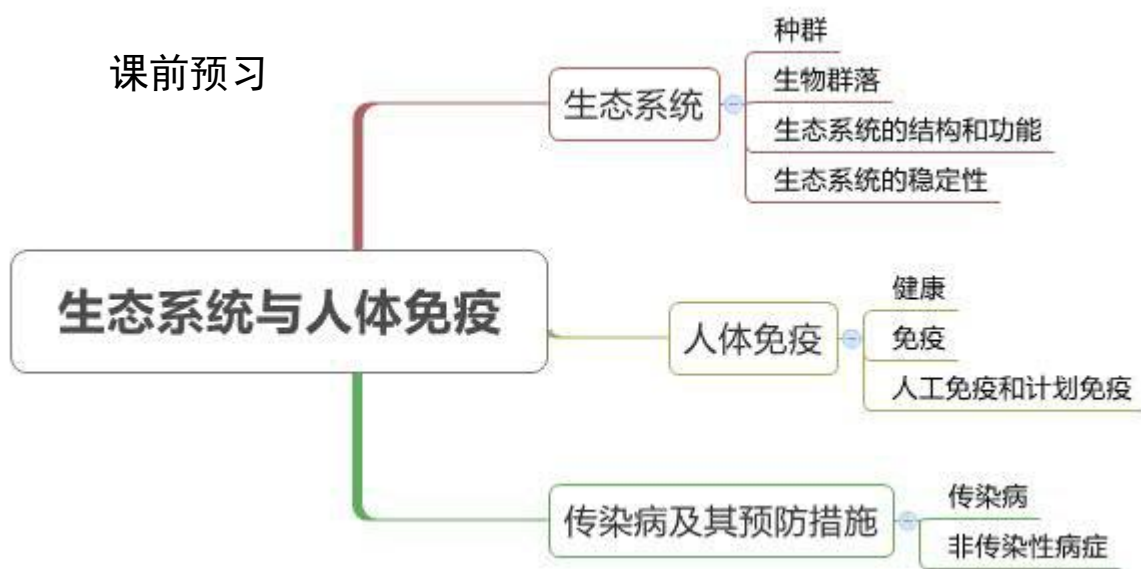 课前预习
生态系统与人体免疫
生态系统
种群
生物群落
生态系统的结构和功能
生态系统的稳定性
人体免疫
健康
免疫
人工免疫和计划免疫
传染病及其预防措施
传染病
非传染性病症